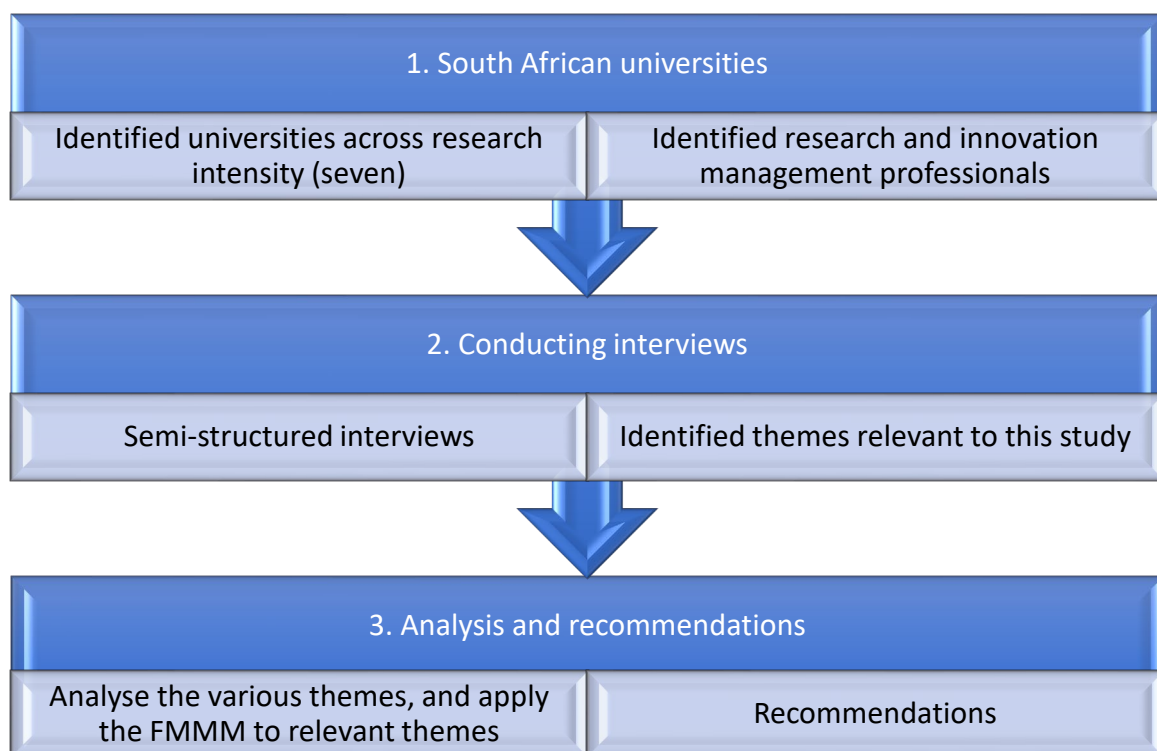 1. South African universities
Identified universities across research
intensity (seven)
Identified research and innovation
management professionals
2. Conducting interviews
Semi-structured interviews
Identified themes relevant to this study
3. Analysis and recommendations
Analyse the various themes, and apply
the FMMM to relevant themes
Recommendations